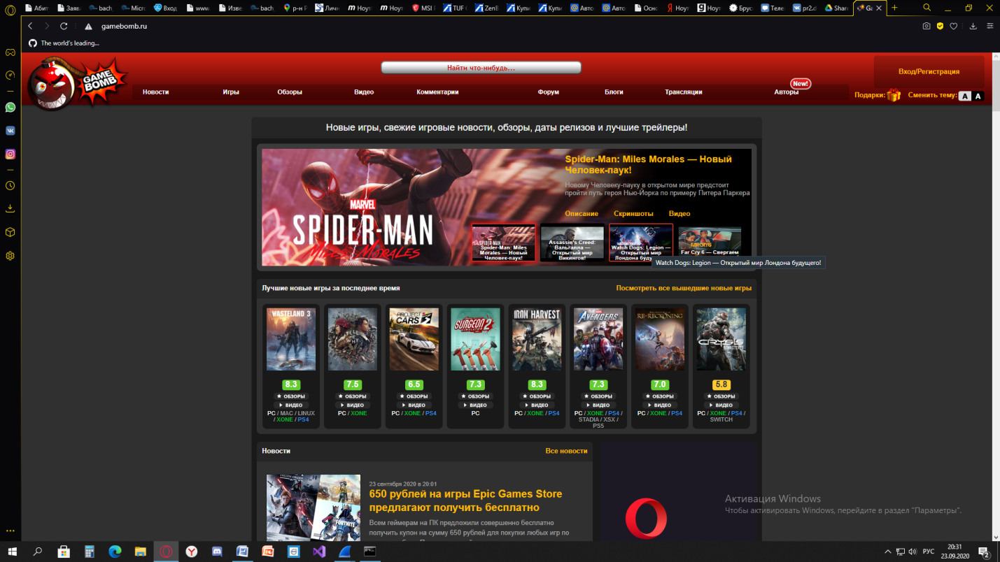 Абит
Заяв
bach
Micro
Вход
www
Изве
bach
р-н Р
Личн
Ноут
Ноут
MSI
TUF
ZenB
Купи
Купи
Авто
Авто
Осно
Ноут
Ноут
Брус
Теле
pr2.d
Share
Ga
gamebomb.ru
The world's leading...
GAME BOMB
Найти что-нибудь...
Вход/Регистрация
Новости
Игры
Обзоры
Видео
Комментарии
Форум
Блоги
Трансляции
Авторы
New!
Подарки:
Сменить тему:
A
A
Новые игры, свежие игровые новости, обзоры, даты релизов и лучшие трейлеры!
Spider-Man: Miles Morales — Новый
Человек-паук!
Новому Человеку-пауку в открытом мире предстоит
пройти путь героя Нью-Йорка по примеру Питера Паркера
Описание
Скриншоты
Видео
MARVEL
SPIDER-MAN
MILES MORALES
Spider-Man: Miles
Morales — Новый
Человек-паук!
Assassin's Creed:
Вальгалла —
Открытый мир
Викингов!
Watch Dogs: Legion —
Открытый мир
Лондона буду
FARCRY6
Far Cry 6 — Свергаем
Watch Dogs: Legion — Открытый мир Лондона будущего!
Лучшие новые игры за последнее время
Посмотреть все вышедшие новые игры
WASTELAND 3
PROJECT CARS 3
SURGEON SIMULATOR 2
IRON HARVEST
MARVEL AVENGERS
RE-RECKONING
CRYSIS REMASTERED
8.3
7.5
6.5
7.3
8.3
7.3
7.0
5.8
ОБЗОРЫ
ОБЗОРЫ
ОБЗОРЫ
ОБЗОРЫ
ОБЗОРЫ
ОБЗОРЫ
ОБЗОРЫ
ОБЗОРЫ
ВИДЕО
ВИДЕО
ВИДЕО
ВИДЕО
ВИДЕО
ВИДЕО
ВИДЕО
ВИДЕО
PC / MAC / LINUX
/ XONE / PS4
PC / XONE
PC / XONE / PS4
PC
PC / XONE / PS4
PC / XONE / PS4 /
STADIA / XSX /
PS5
PC / XONE / PS4
PC / XONE / PS4 /
SWITCH
Новости
Все новости
FALLEN ORDER
FORTNITE
23 сентября 2020 в 20:01
650 рублей на игры Epic Games Store
предлагают получить бесплатно
Всем геймерам на ПК предложили совершенно бесплатно
получить купон на сумму 650 рублей для покупки любых игр по
Активация Windows
Чтобы активировать Windows, перейдите в раздел "Параметры".
РУС
20:31
23.09.2020
2